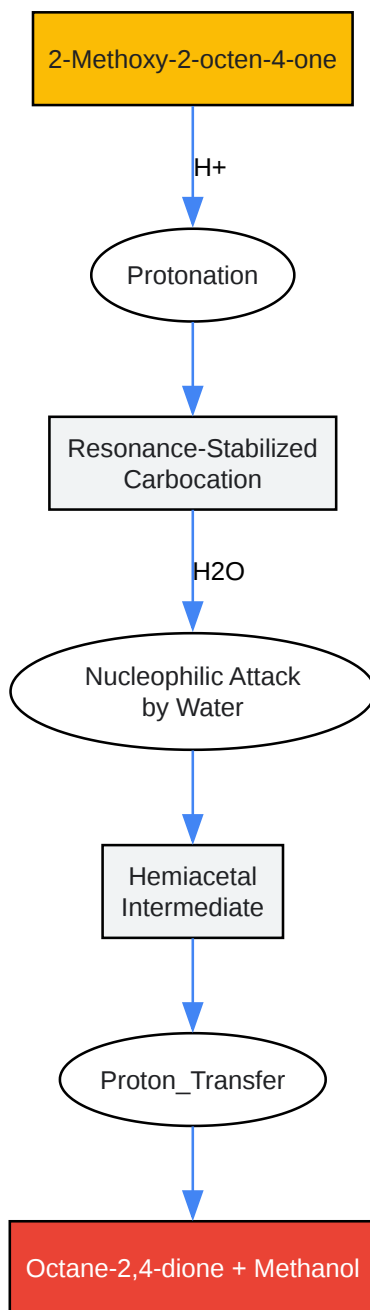 2-Methoxy-2-octen-4-one
H+
Protonation
Resonance-Stabilized
Carbocation
H2O
Nucleophilic Attack
by Water
Hemiacetal
Intermediate
Proton_Transfer
Octane-2,4-dione + Methanol